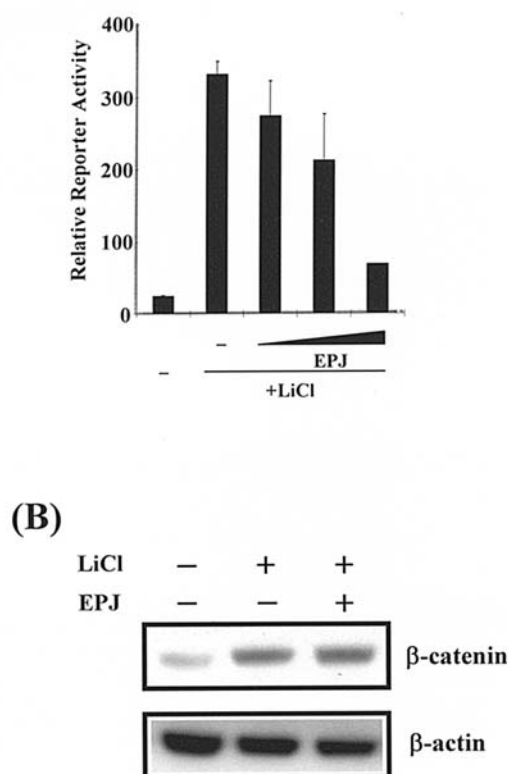 400
300
200
100
0
Relative Reporter Activity
–
EPJ
–
+LiCl
(B)
LiCl – + +
EPJ – – +
β-catenin
β-actin